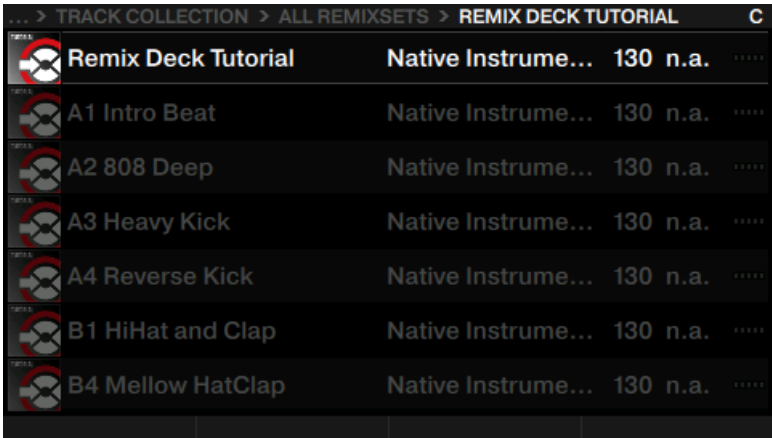 ... > TRACK COLLECTION > ALL REMIXSETS > REMIX DECK TUTORIAL C
Remix Deck Tutorial Native Instrume... 130 n.a.
A1 Intro Beat Native Instrume... 130 n.a.
A2 808 Deep Native Instrume... 130 n.a.
A3 Heavy Kick Native Instrume... 130 n.a.
A4 Reverse Kick Native Instrume... 130 n.a.
B1 HiHat and Clap Native Instrume... 130 n.a.
B4 Mellow HatClap Native Instrume... 130 n.a.